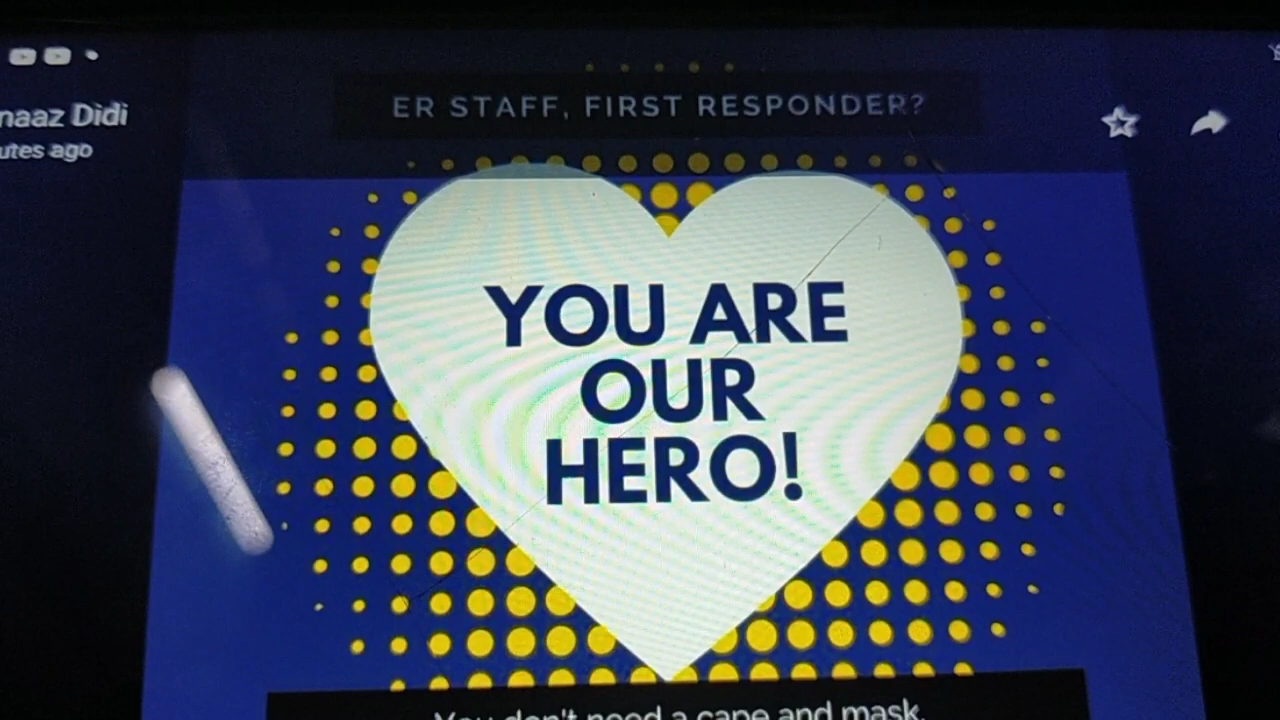 naaz Didi
utes ago
ER STAFF, FIRST RESPONDER?
YOU ARE
OUR
HERO!
You don't need a cape and mask.